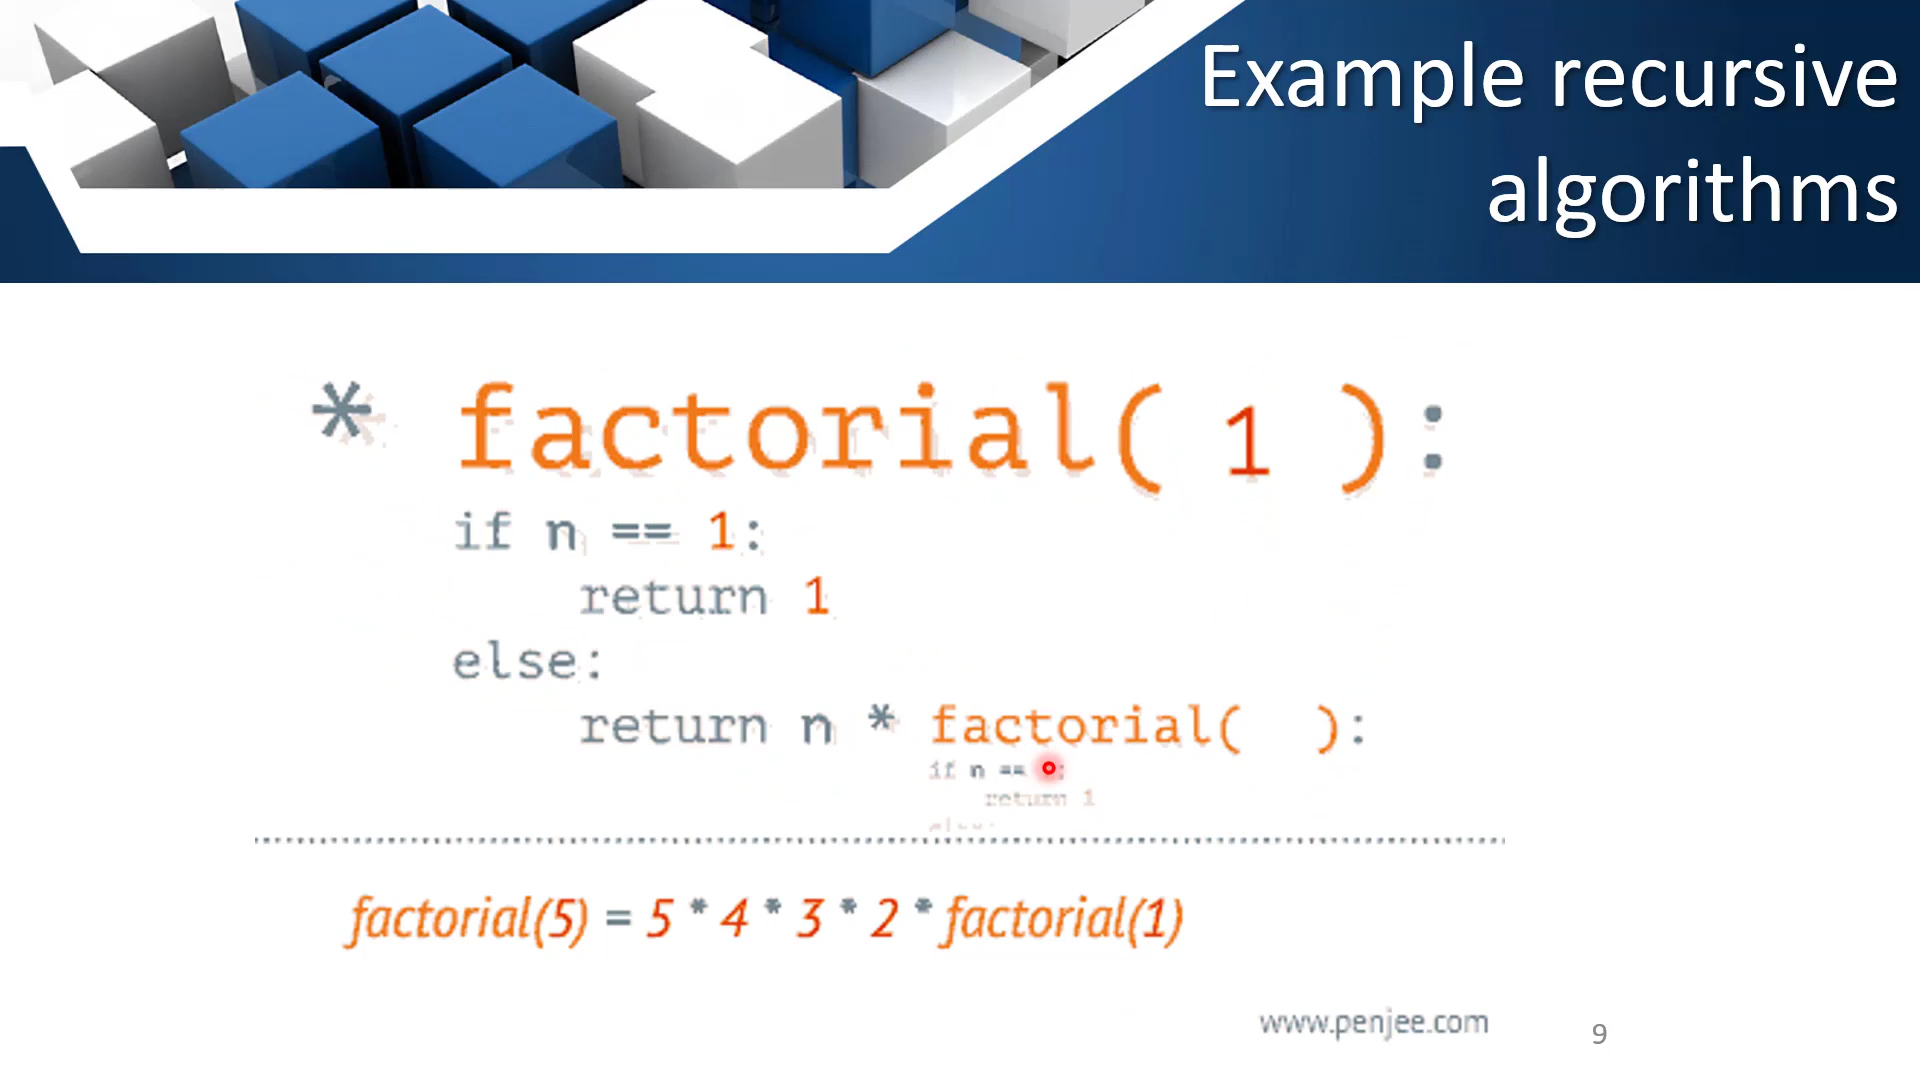 Example recursive
algorithms
* factorial( 1 ):
if n == 1:
return 1
else:
return n * factorial( ):
if n == :
return 1
else:
factorial(5) = 5 * 4 * 3 * 2 * factorial(1)
www.penjee.com
9